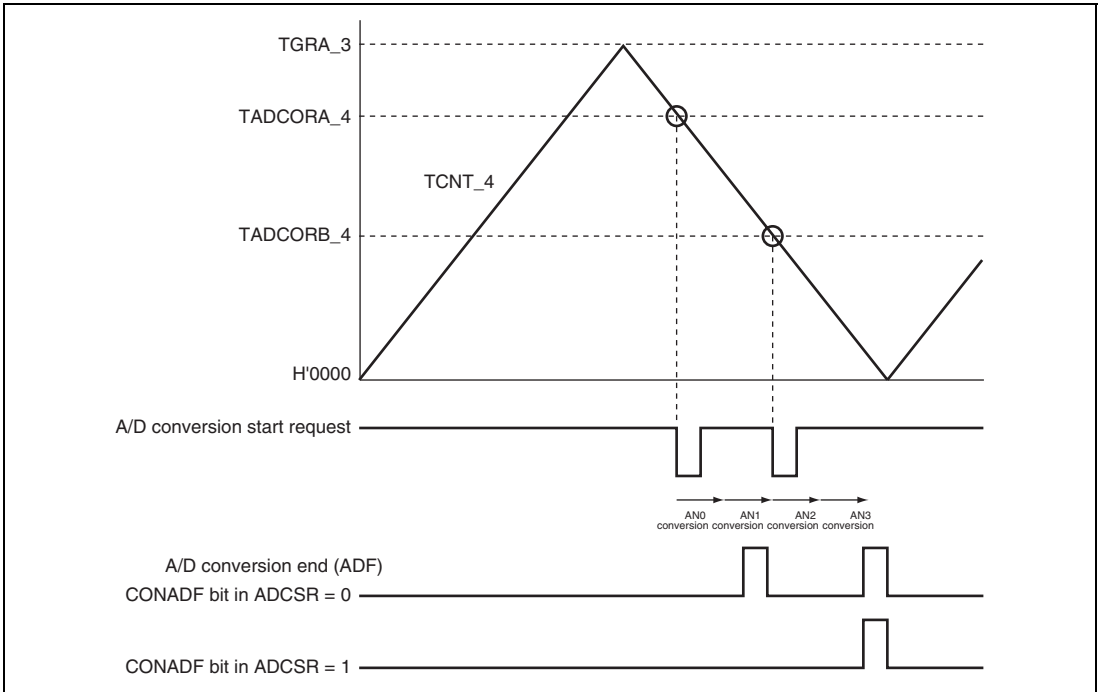 TGRA_3
TADCORA_4
TCNT_4
TADCORB_4
H'0000
A/D conversion start request
AN0 AN1 AN2 AN3
conversion conversion conversion conversion
A/D conversion end (ADF)
CONADF bit in ADCSR = 0
CONADF bit in ADCSR = 1